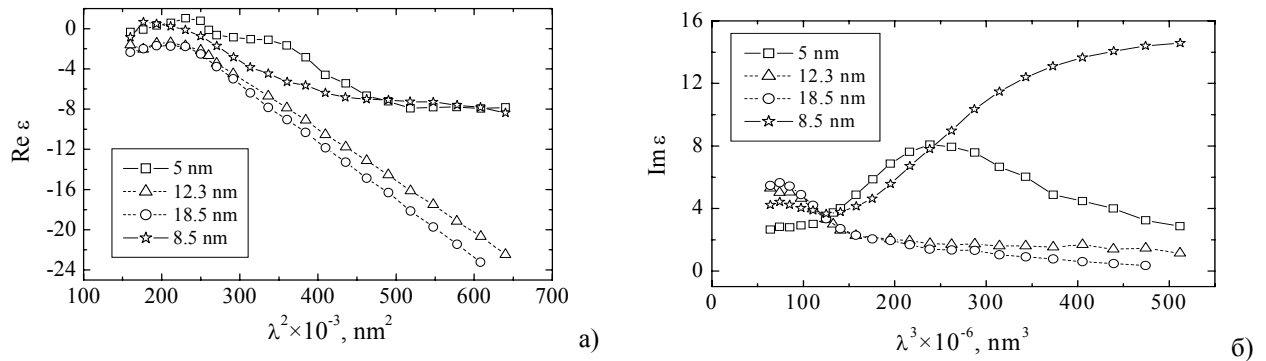 0
-4
-8
-12
-16
-20
-24
Re ε
5 nm
12.3 nm
18.5 nm
8.5 nm
100 200 300 400 500 600 700
λ²×10⁻³, nm²
а)
16
12
8
4
0
Im ε
5 nm
12.3 nm
18.5 nm
8.5 nm
0 100 200 300 400 500
λ³×10⁻⁶, nm³
б)